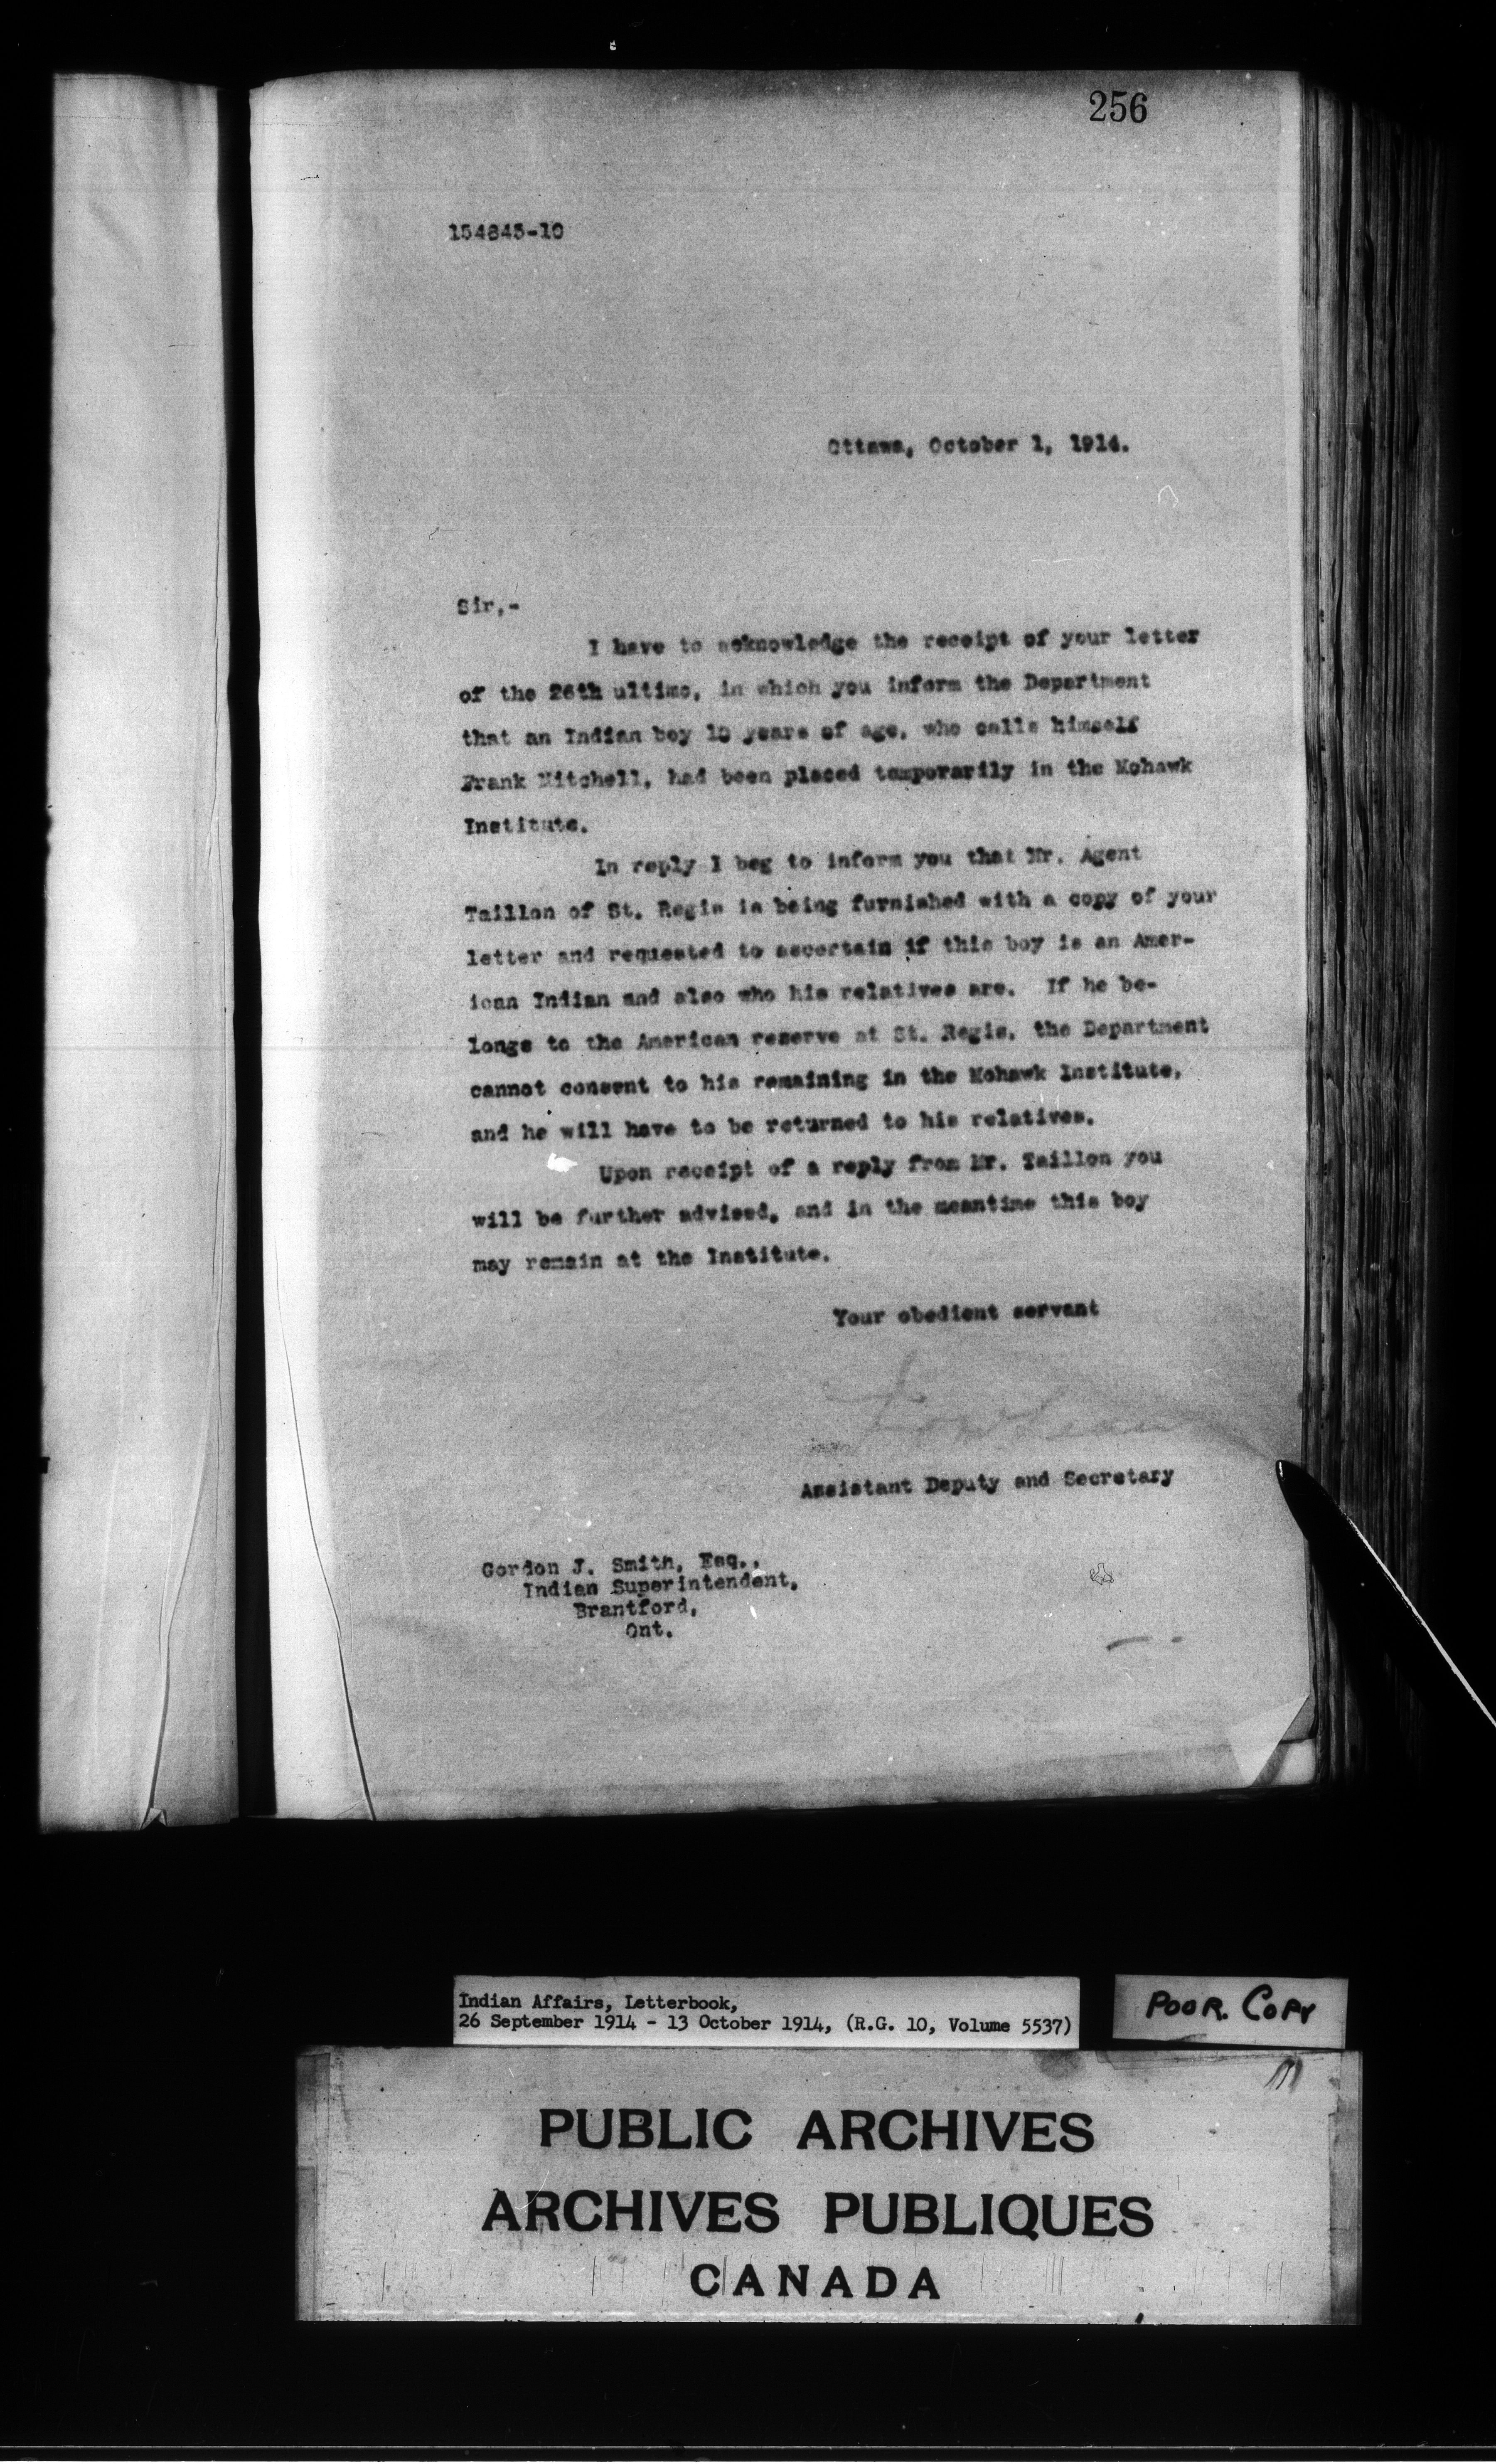 256
154845-10
Ottawa, October 1, 1914.
Sir,-
I have to acknowledge the receipt of your letter
of the 26th ultimo, in which you inform the Department
that an Indian boy 10 years of age, who calls himself
Frank Mitchell, had been placed temporarily in the Mohawk
Institute.
In reply I beg to inform you that Mr. Agent
Taillon of St. Regis is being furnished with a copy of your
letter and requested to ascertain if this boy is an Amer-
ican Indian and also who his relatives are. If he be-
longs to the American reserve at St. Regis, the Department
cannot consent to his remaining in the Mohawk Institute,
and he will have to be returned to his relatives.
Upon receipt of a reply from Mr. Taillon you
will be further advised, and in the meantime this boy
may remain at the Institute.
Your obedient servant
Assistant Deputy and Secretary
Gordon J. Smith, Esq.,
Indian Superintendent,
Brantford,
Ont.
Indian Affairs, Letterbook,
26 September 1914 - 13 October 1914, (R.G. 10, Volume 5537)
POOR. COPY
PUBLIC ARCHIVES
ARCHIVES PUBLIQUES
CANADA